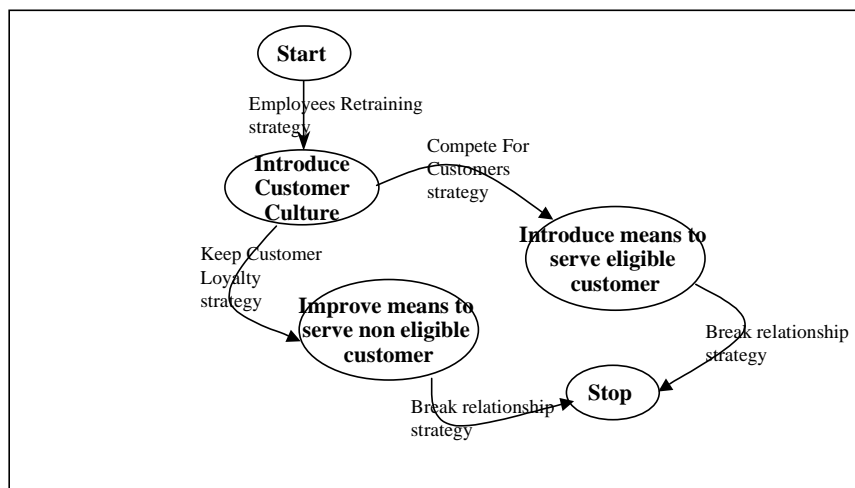 Start
Employees Retraining
strategy
Introduce
Customer
Culture
Compete For
Customers
strategy
Introduce means to
serve eligible
customer
Keep Customer
Loyalty
strategy
Improve means to
serve non eligible
customer
Break relationship
strategy
Stop
Break relationship
strategy